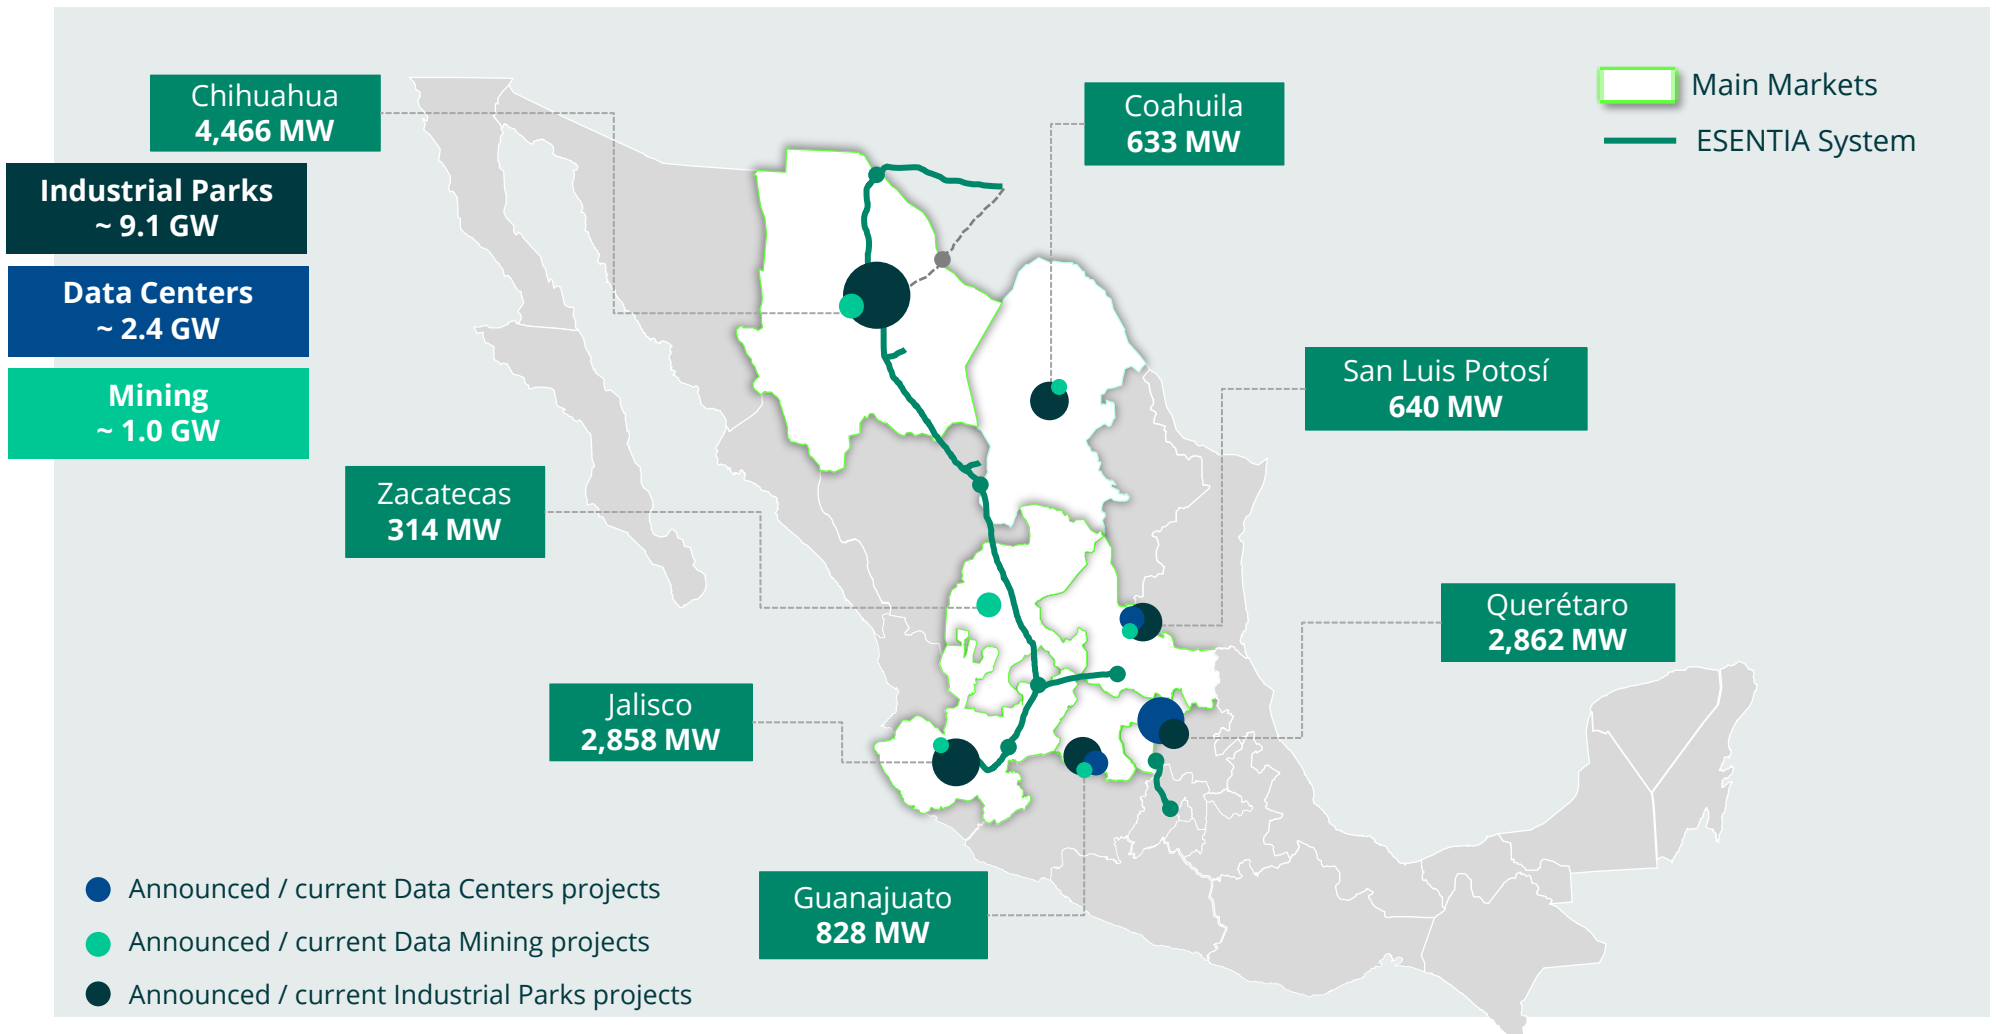 Chihuahua
4,466 MW
Coahuila
633 MW
Main Markets
ESENTIA System
Industrial Parks
~ 9.1 GW
Data Centers
~ 2.4 GW
Mining
~ 1.0 GW
San Luis Potosí
640 MW
Zacatecas
314 MW
Querétaro
2,862 MW
Jalisco
2,858 MW
Guanajuato
828 MW
Announced / current Data Centers projects
Announced / current Data Mining projects
Announced / current Industrial Parks projects